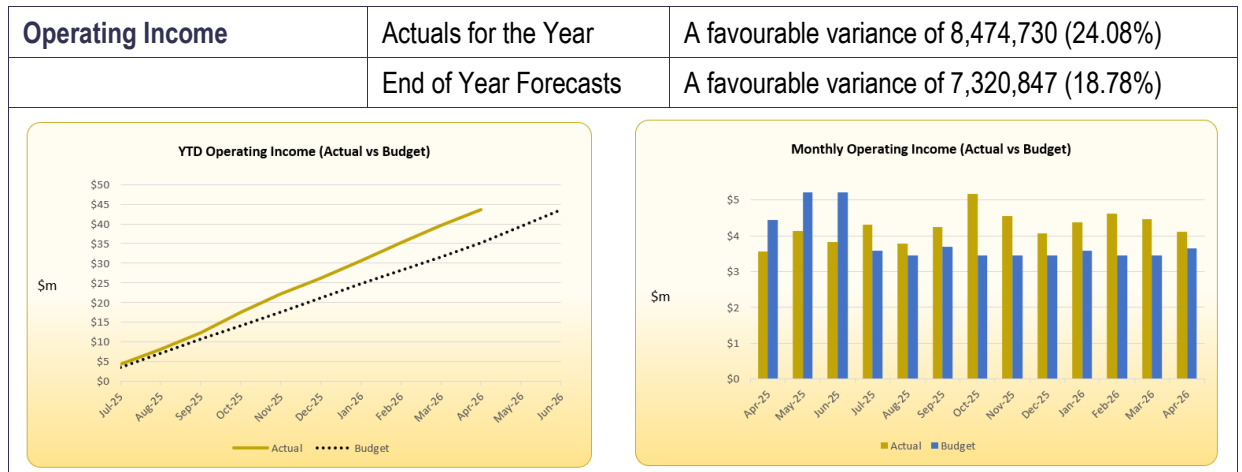 Operating Income
Actuals for the Year
A favourable variance of 8,474,730 (24.08%)
End of Year Forecasts
A favourable variance of 7,320,847 (18.78%)
YTD Operating Income (Actual vs Budget)
$50
$45
$40
$35
$30
$25
$20
$15
$10
$5
$0
$m
Jul-25
Aug-25
Sep-25
Oct-25
Nov-25
Dec-25
Jan-26
Feb-26
Mar-26
Apr-26
May-26
Jun-26
Actual
Budget
Monthly Operating Income (Actual vs Budget)
$5
$4
$3
$2
$1
$0
$m
Apr-25
May-25
Jun-25
Jul-25
Aug-25
Sep-25
Oct-25
Nov-25
Dec-25
Jan-26
Feb-26
Mar-26
Apr-26
Actual
Budget